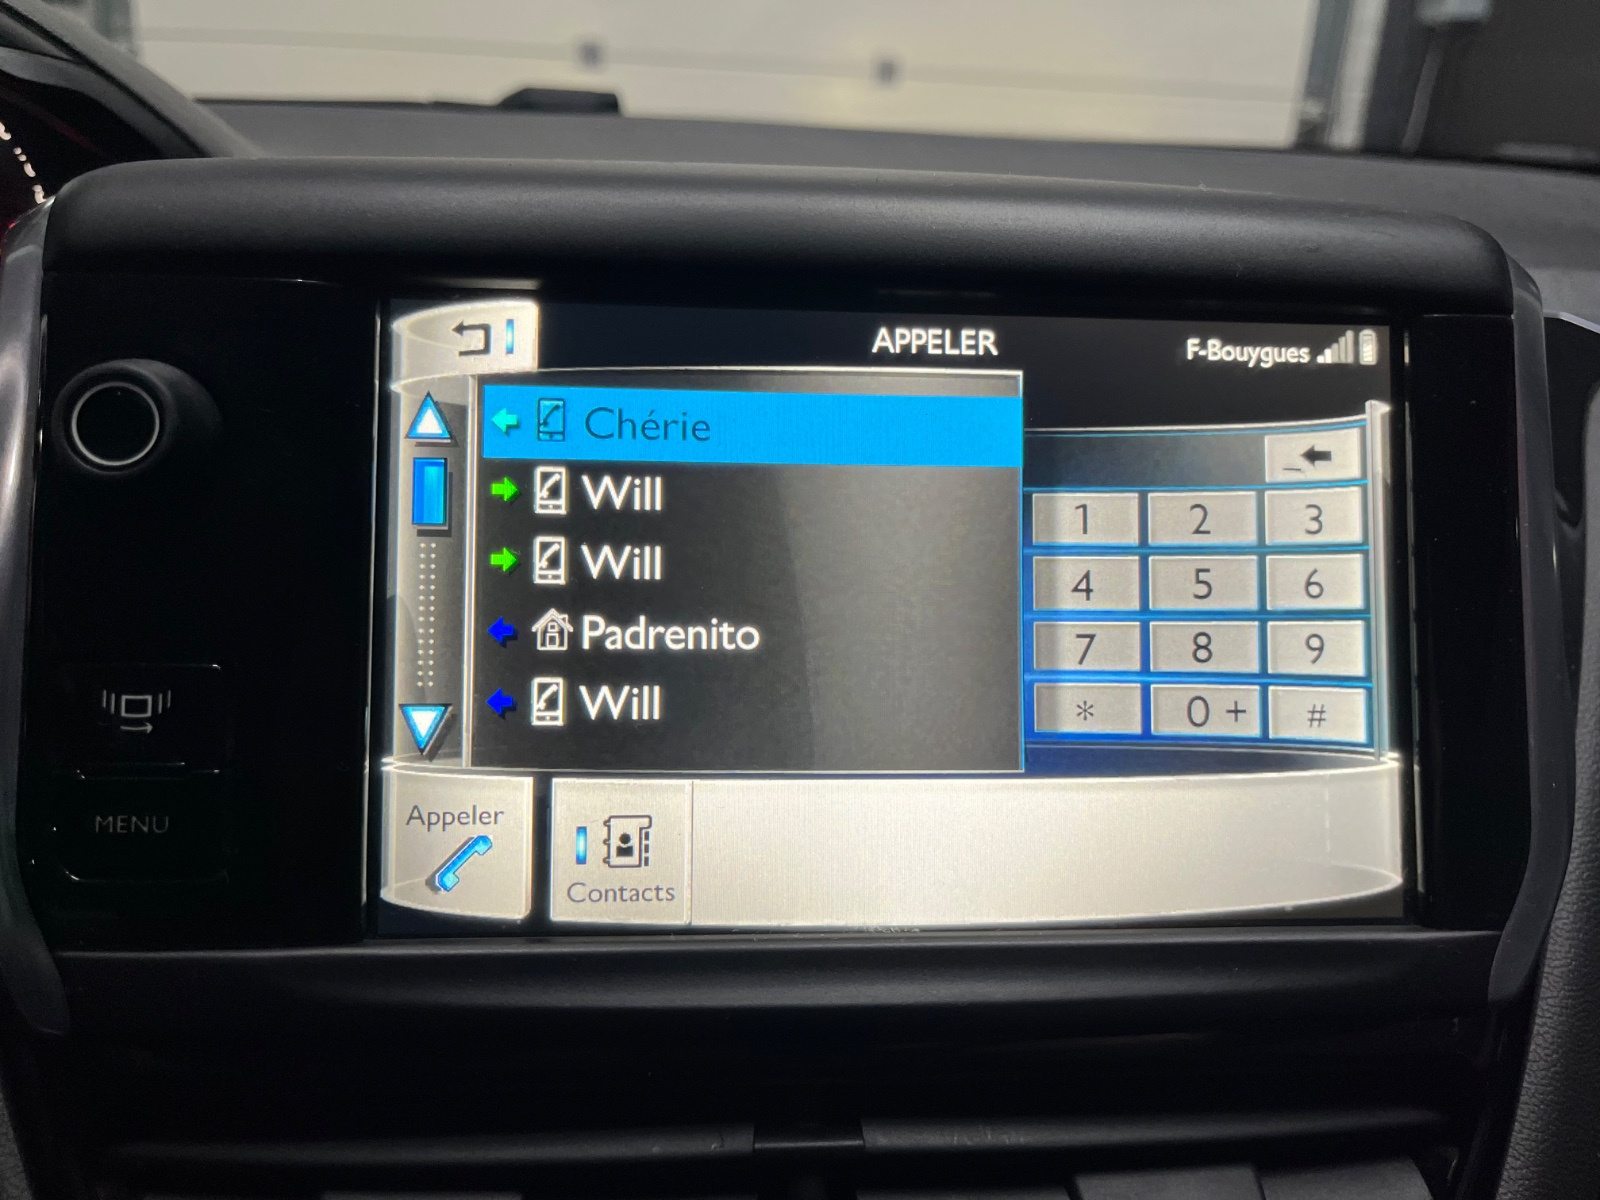 APPELER
F-Bouygues
Chérie
Will
Will
Padrenito
Will
1 2 3
4 5 6
7 8 9
* 0 + #
MENU
Appeler
Contacts